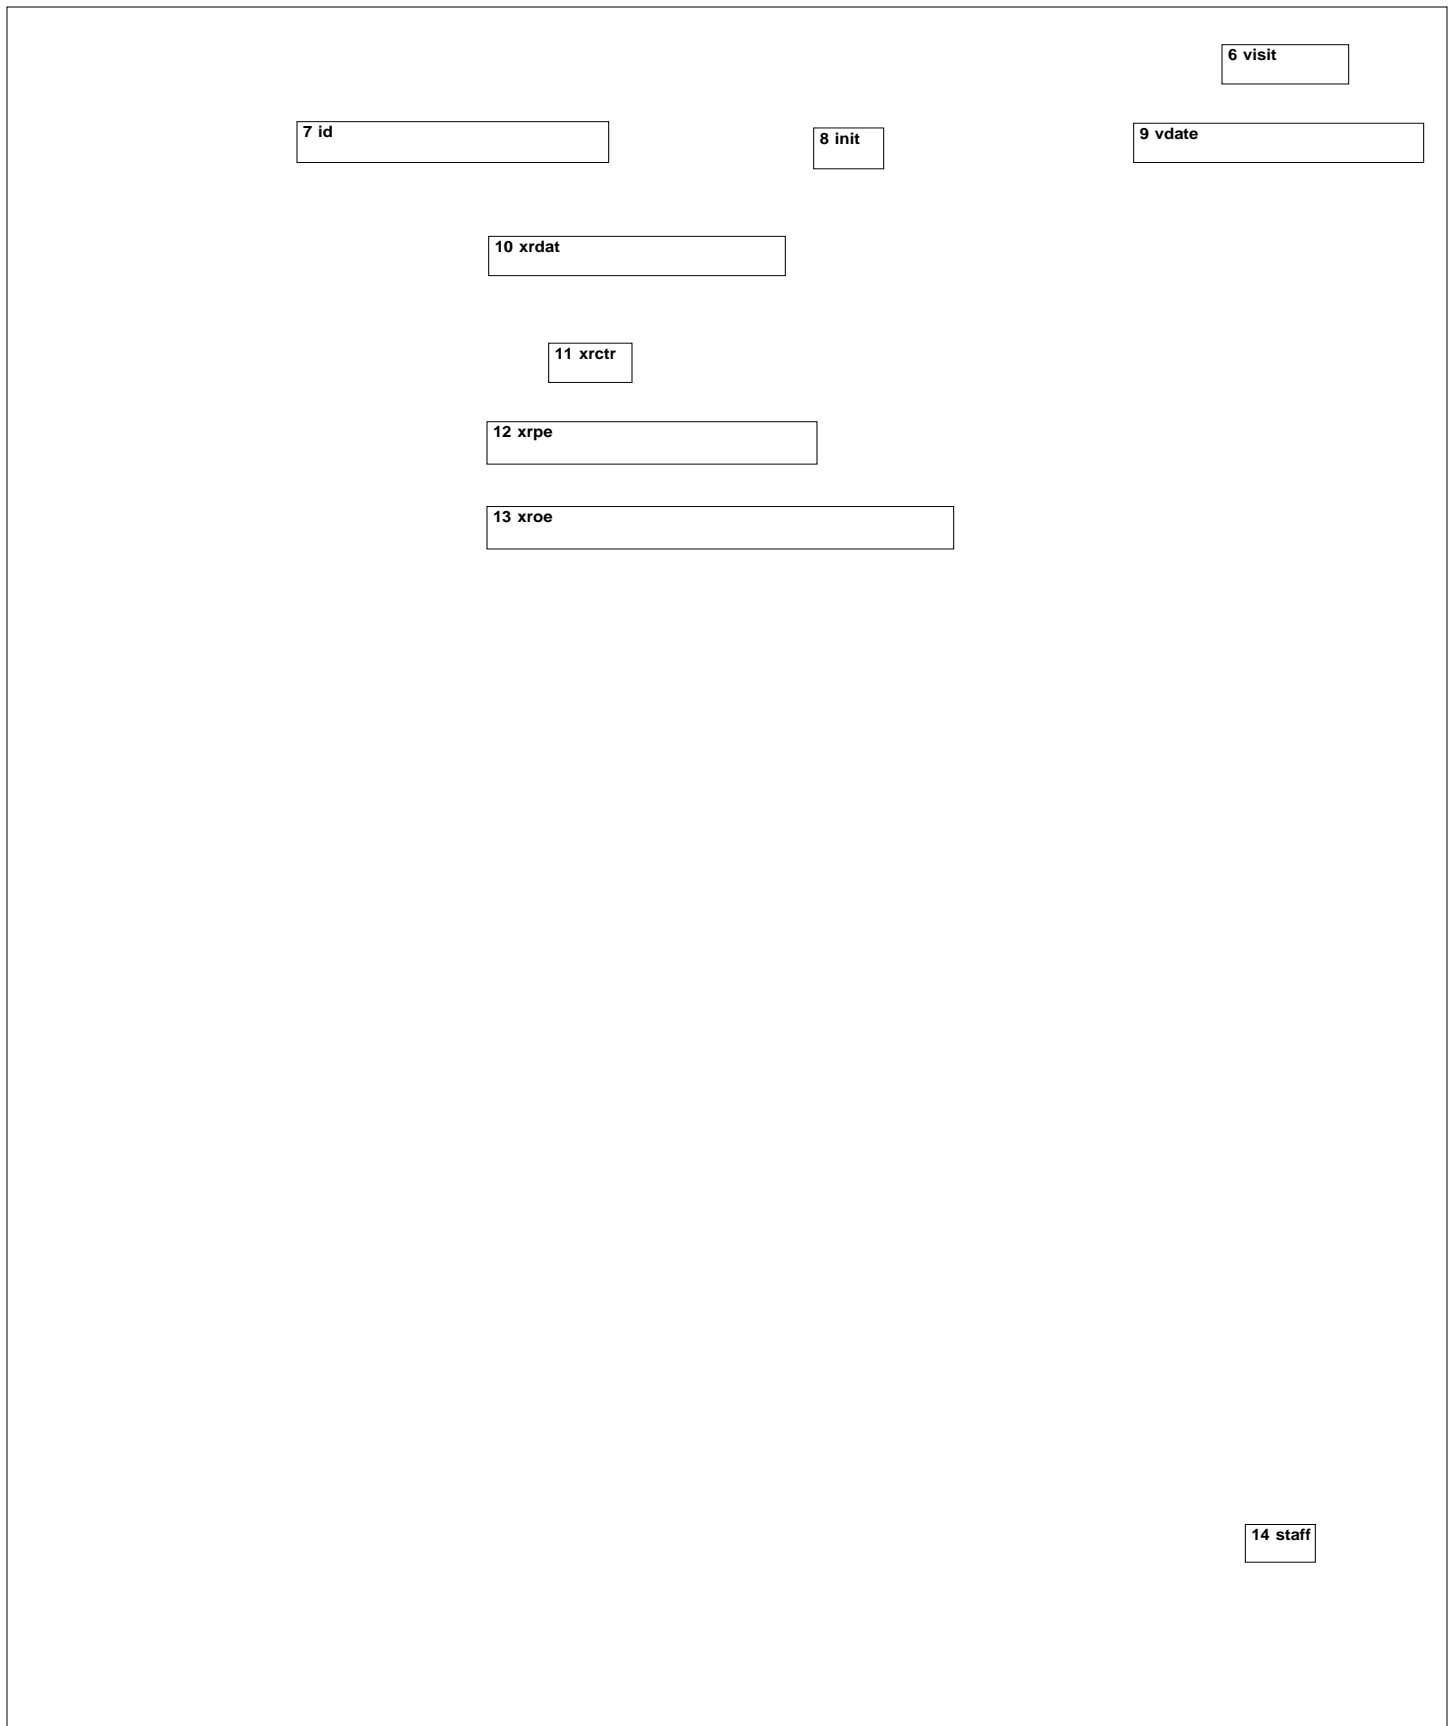 6 visit
7 id
8 init
9 vdate
10 xrdat
11 xrctr
12 xrpe
13 xroe
14 staff